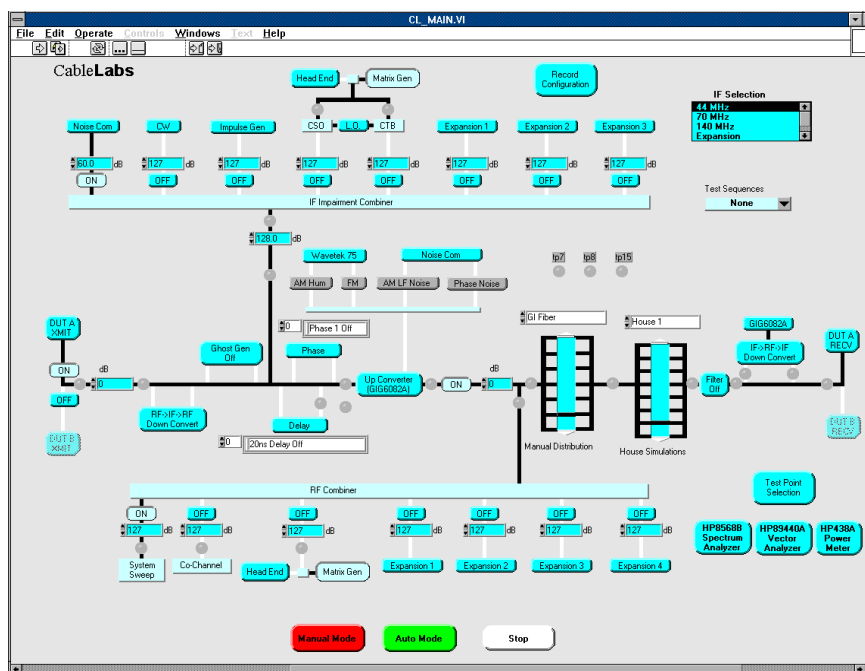 CL_MAIN.VI
File Edit Operate Controls Windows Text Help
CableLabs
Head End
Matrix Gen
Record
Configuration
IF Selection
44 MHz
70 MHz
140 MHz
Expansion
Noise Com
CW
Impulse Gen
CSO
L.O.
CTB
Expansion 1
Expansion 2
Expansion 3
60.0 dB
127 dB
127 dB
127 dB
127 dB
127 dB
127 dB
127 dB
ON
OFF
OFF
OFF
OFF
OFF
OFF
OFF
Test Sequences
None
IF Impairment Combiner
128.0 dB
Wavetek 75
Noise Com
tp7
tp8
tp15
AM Hum
FM
AM LF Noise
Phase Noise
0
Phase 1 Off
GI Fiber
House 1
GIG6082A
DUT A
XMIT
DUT A
RECV
Ghost Gen
Off
Phase
IF->RF->IF
Down Convert
ON
dB
0
Up Converter
(GIG6082A)
ON
dB
0
Filter
Off
OFF
RF->IF->RF
Down Convert
Delay
DUT B
XMIT
DUT B
RECV
0
20ns Delay Off
Manual Distribution
House Simulations
RF Combiner
Test Point
Selection
ON
OFF
OFF
OFF
OFF
OFF
OFF
127 dB
127 dB
127 dB
127 dB
127 dB
127 dB
127 dB
HP8568B
Spectrum
Analyzer
HP89440A
Vector
Analyzer
HP438A
Power
Meter
System
Sweep
Co-Channel
Head End
Matrix Gen
Expansion 1
Expansion 2
Expansion 3
Expansion 4
Manual Mode
Auto Mode
Stop